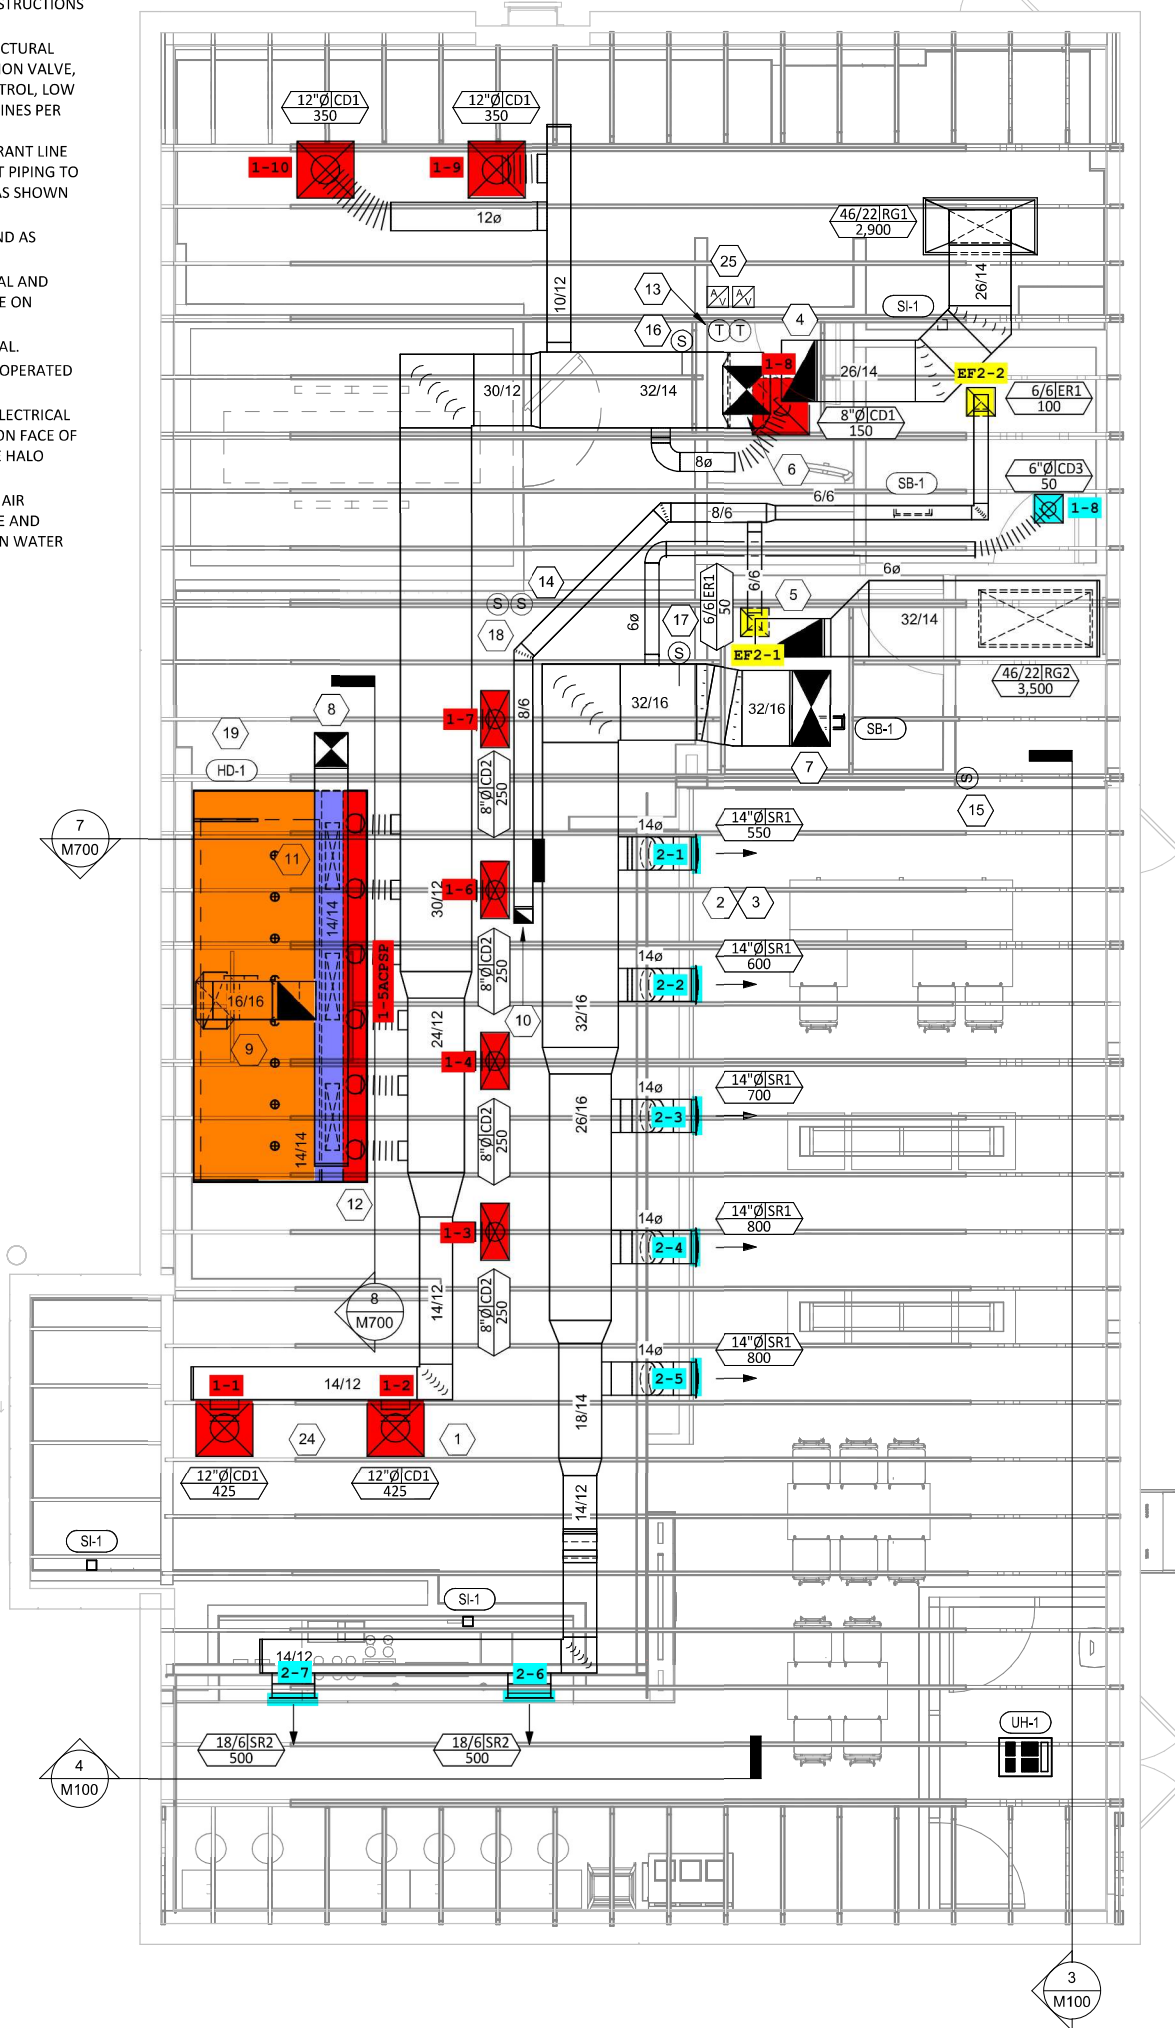 STRUCTIONS
CTURAL
ION VALVE,
TROL, LOW
INES PER
RANT LINE
T PIPING TO
AS SHOWN
ND AS
AL AND
E ON
AL.
OPERATED
LECTRICAL
ON FACE OF
E HALO
AIR
E AND
N WATER
12"Ø CD1
350
12"Ø CD1
350
1-10
1-9
12ø
10/12
46/22 RG1
2,900
26/14
25
A/V A/V
13
16
S
T T
4
SI-1
1-8
26/14
EF2-2
6/6 ER1
100
30/12
32/14
8"Ø CD1
150
8ø
6
6"Ø CD3
50
6/6
SB-1
1-8
8/6
6ø
14
6/6
6/6 ER1
50
5
S S
18
6ø
17
S
EF2-1
32/14
46/22 RG2
3,500
8
1-7
8/6
32/16
32/16
SB-1
19
HD-1
8"Ø CD2
250
7
S
15
7
M700
14ø
14"Ø SR1
550
2-1
11
14/14
30/12
1-6
2
3
8"Ø CD2
250
14ø
14"Ø SR1
600
2-2
1-5ACPSP
16/16
9
24/12
10
32/16
1-4
14ø
14"Ø SR1
700
2-3
26/16
8"Ø CD2
250
14/14
12
14ø
14"Ø SR1
800
2-4
1-3
8"Ø CD2
250
8
M700
14/12
14ø
14"Ø SR1
800
2-5
1-1
14/12
1-2
18/14
24
1
12"Ø CD1
425
12"Ø CD1
425
14/12
SI-1
SI-1
14/12
2-7
2-6
18/6 SR2
500
18/6 SR2
500
UH-1
4
M100
3
M100